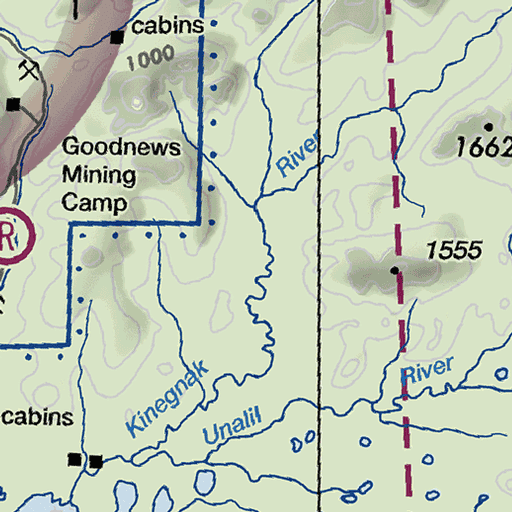 cabins
1000
Goodnews
Mining
Camp
River
1662
R
1555
River
Kinegnak
Unalil
cabins